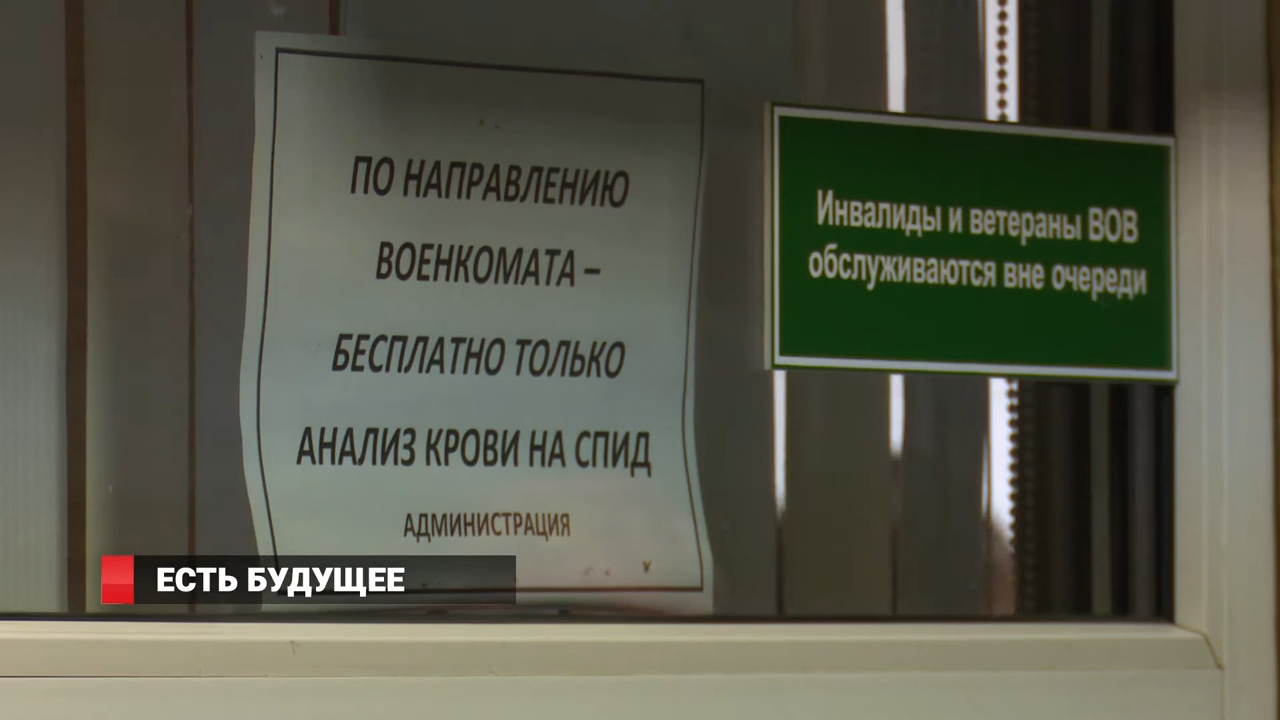 ПО НАПРАВЛЕНИЮ
ВОЕНКОМАТА –
БЕСПЛАТНО ТОЛЬКО
АНАЛИЗ КРОВИ НА СПИД
АДМИНИСТРАЦИЯ
Инвалиды и ветераны ВОВ
обслуживаются вне очереди
ЕСТЬ БУДУЩЕЕ